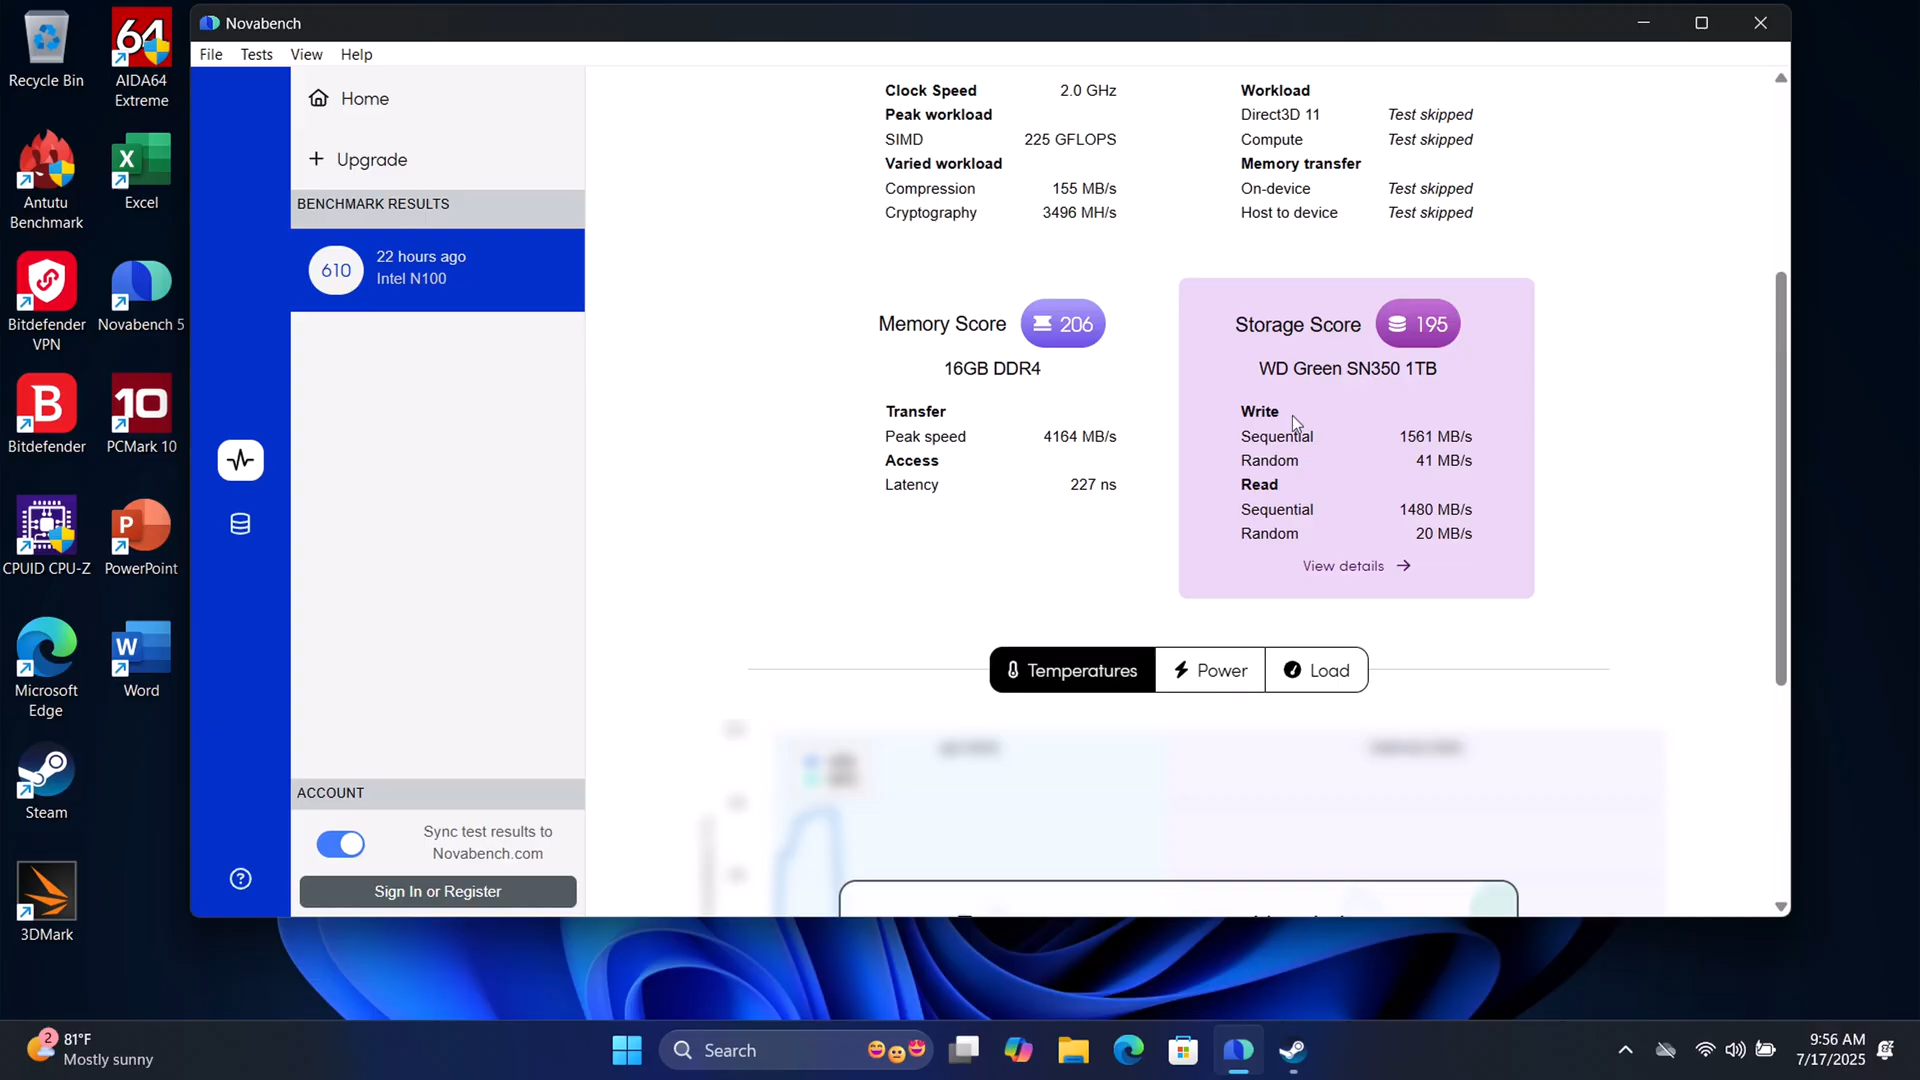 Recycle Bin
AIDA64
Extreme
Antutu
Benchmark
Excel
Bitdefender
VPN
Novabench 5
Bitdefender
PCMark 10
CPUID CPU-Z
PowerPoint
Microsoft
Edge
Word
Steam
3DMark
64
10
Novabench
File Tests View Help
Home
Upgrade
BENCHMARK RESULTS
610
22 hours ago
Intel N100
ACCOUNT
Sync test results to
Novabench.com
Sign In or Register
Clock Speed 2.0 GHz
Peak workload
SIMD 225 GFLOPS
Varied workload
Compression 155 MB/s
Cryptography 3496 MH/s
Workload
Direct3D 11 Test skipped
Compute Test skipped
Memory transfer
On-device Test skipped
Host to device Test skipped
Memory Score 206
16GB DDR4
Transfer
Peak speed 4164 MB/s
Access
Latency 227 ns
Storage Score 195
WD Green SN350 1TB
Write
Sequential 1561 MB/s
Random 41 MB/s
Read
Sequential 1480 MB/s
Random 20 MB/s
View details
Temperatures Power Load
2
81°F
Mostly sunny
Search
9:56 AM
7/17/2025